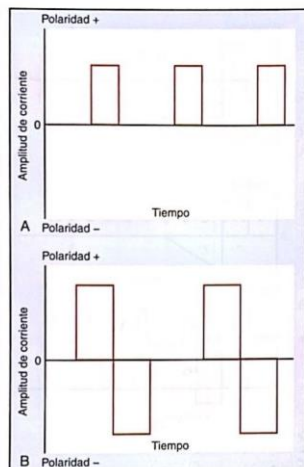 Polaridad +
Amplitud de corriente
0
Tiempo
A Polaridad –
Polaridad +
Amplitud de corriente
0
Tiempo
B Polaridad –